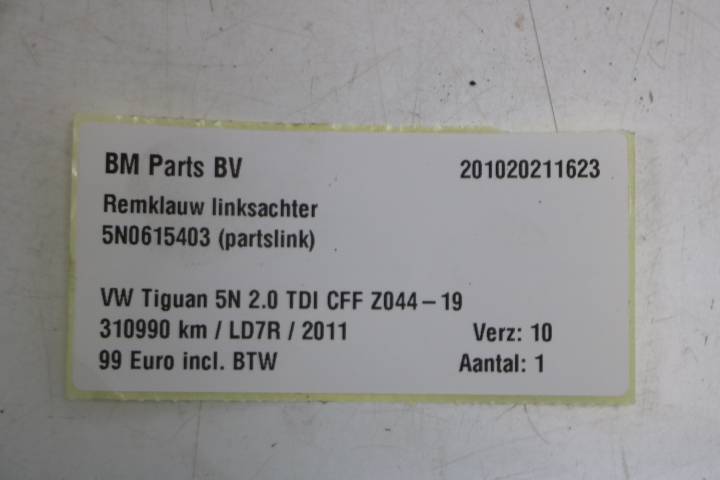 BM Parts BV 201020211623
Remklauw linksachter
5N0615403 (partslink)
VW Tiguan 5N 2.0 TDI CFF Z044-19
310990 km / LD7R / 2011 Verz: 10
99 Euro incl. BTW Aantal: 1